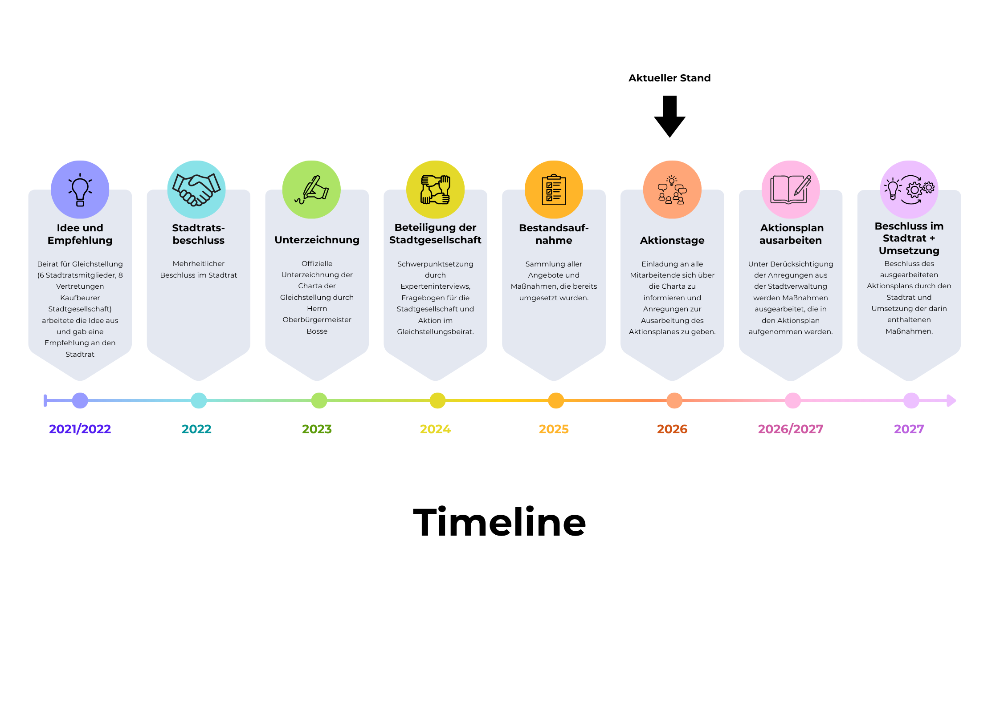 Aktueller Stand
Idee und
Empfehlung
Beirat für Gleichstellung
(6 Stadtratsmitglieder, 8
Vertretungen
Kaufbeurer
Stadtgesellschaft)
arbeitete die Idee aus
und gab eine
Empfehlung an den
Stadtrat
Stadtrats-
beschluss
Mehrheitlicher
Beschluss im Stadtrat
Unterzeichnung
Offizielle
Unterzeichnung der
Charta der
Gleichstellung durch
Herrn
Oberbürgermeister
Bosse
Beteiligung der
Stadtgesellschaft
Schwerpunktsetzung
durch
Experteninterviews,
Fragebogen für die
Stadtgesellschaft und
Aktion im
Gleichstellungsbeirat.
Bestandsauf-
nahme
Sammlung aller
Angebote und
Maßnahmen, die bereits
umgesetzt wurden.
Aktionstage
Einladung an alle
Mitarbeitende sich über
die Charta zu
informieren und
Anregungen zur
Ausarbeitung des
Aktionsplanes zu geben.
Aktionsplan
ausarbeiten
Unter Berücksichtigung
der Anregungen aus
der Stadtverwaltung
werden Maßnahmen
ausgearbeitet, die in
den Aktionsplan
aufgenommen werden.
Beschluss im
Stadtrat +
Umsetzung
Beschluss des
ausgearbeiteten
Aktionsplans durch den
Stadtrat und
Umsetzung der darin
enthaltenen
Maßnahmen.
2021/2022
2022
2023
2024
2025
2026
2026/2027
2027
Timeline